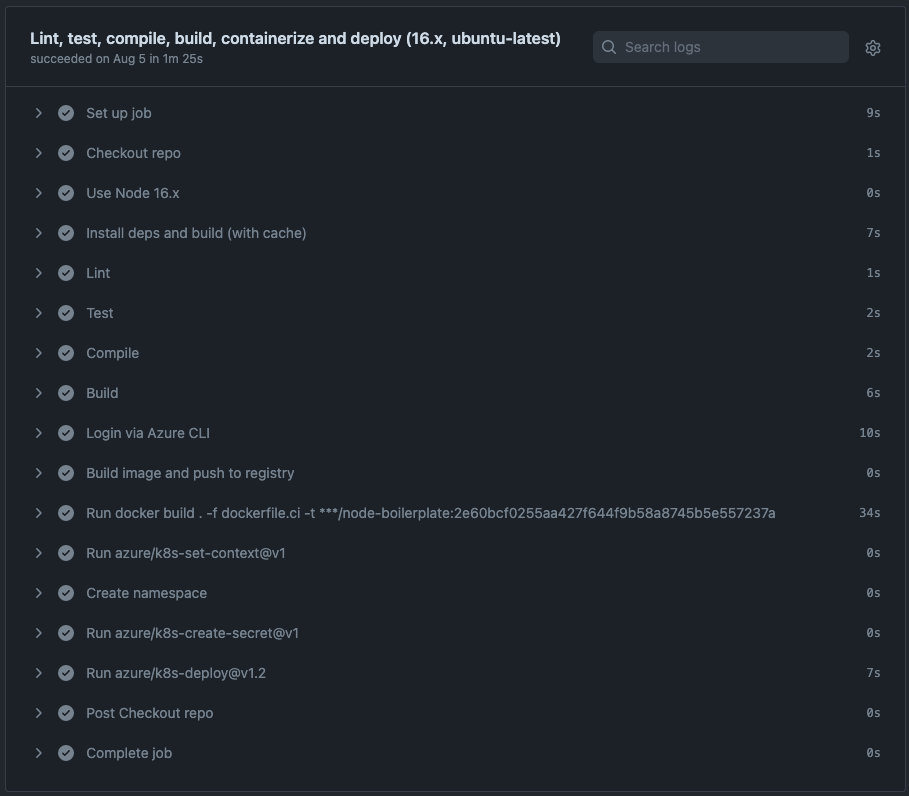 Lint, test, compile, build, containerize and deploy (16.x, ubuntu-latest)
succeeded on Aug 5 in 1m 25s
Search logs
Set up job 9s
Checkout repo 1s
Use Node 16.x 0s
Install deps and build (with cache) 7s
Lint 1s
Test 2s
Compile 2s
Build 6s
Login via Azure CLI 10s
Build image and push to registry 0s
Run docker build . -f dockerfile.ci -t ***/node-boilerplate:2e60bcf0255aa427f644f9b58a8745b5e557237a 34s
Run azure/k8s-set-context@v1 0s
Create namespace 0s
Run azure/k8s-create-secret@v1 0s
Run azure/k8s-deploy@v1.2 7s
Post Checkout repo 0s
Complete job 0s